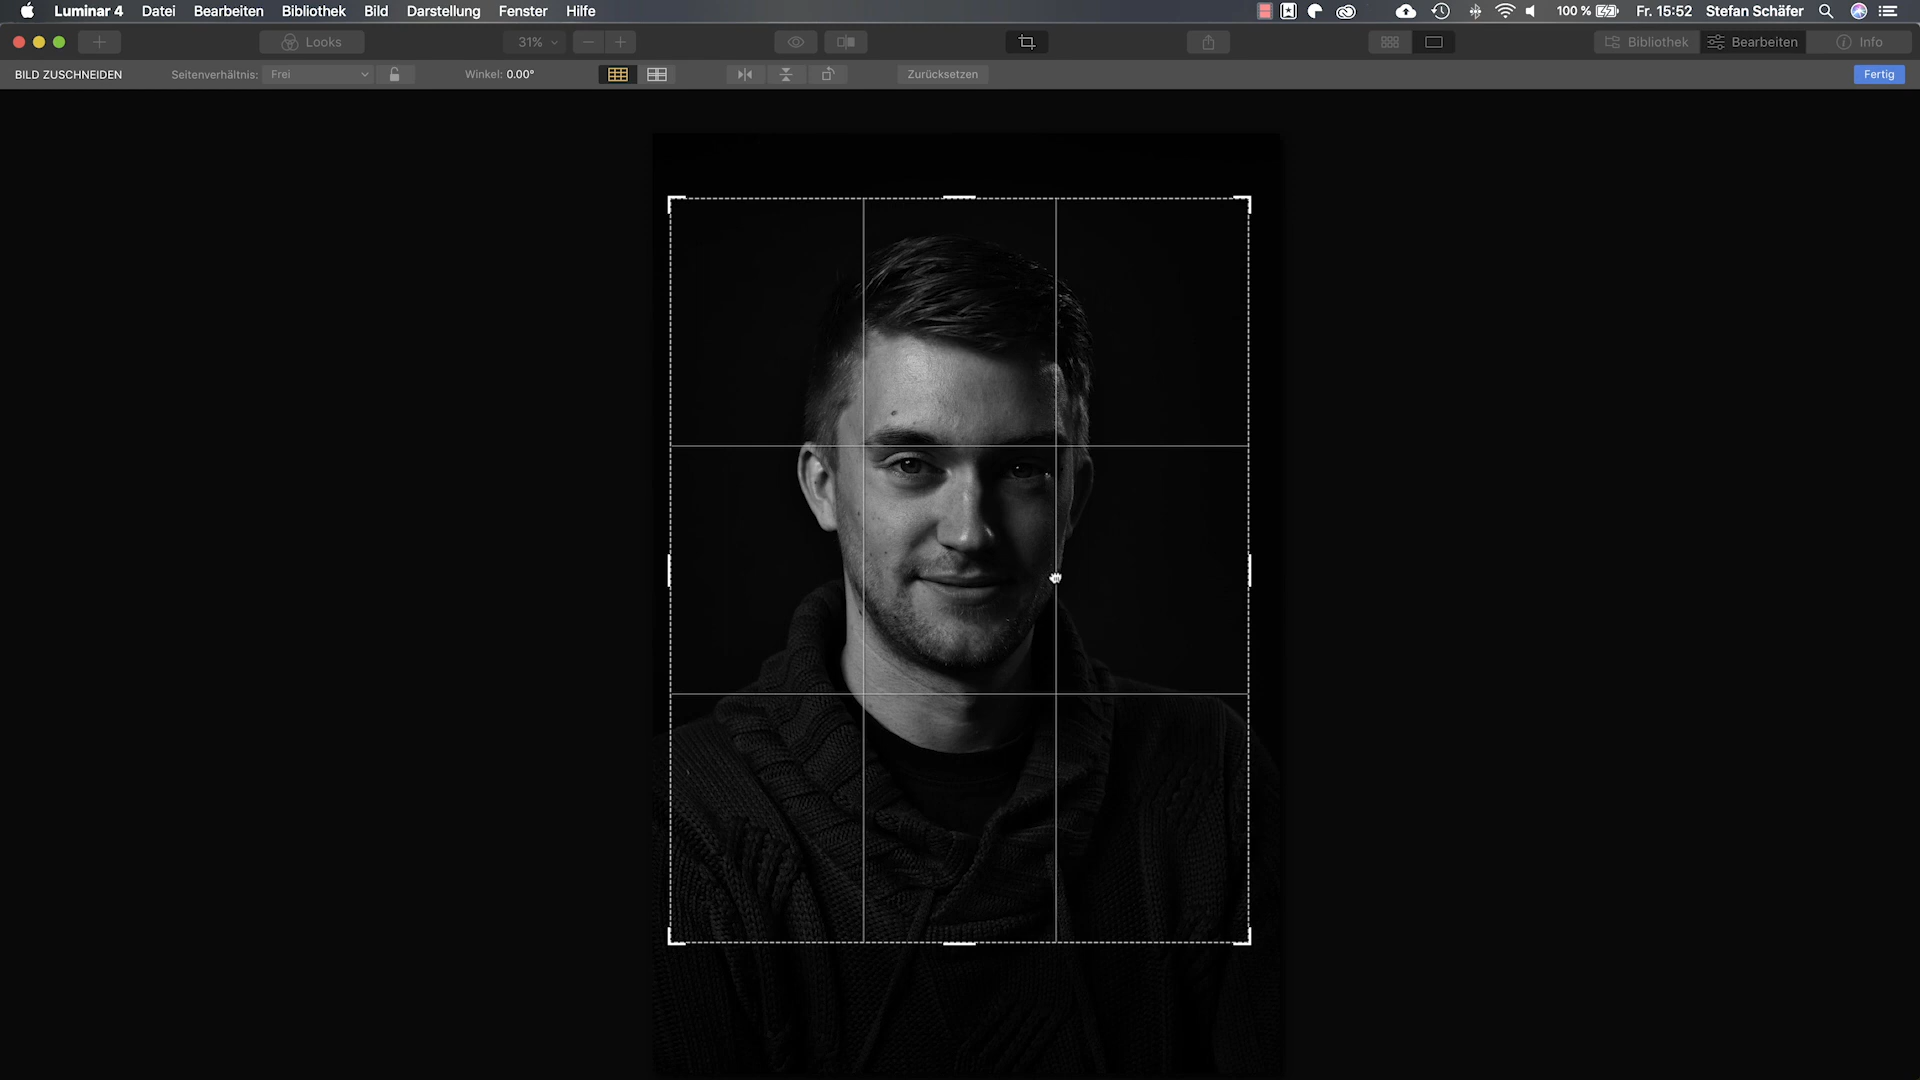 Luminar 4 Datei Bearbeiten Bibliothek Bild Darstellung Fenster Hilfe 100 % Fr. 15:52 Stefan Schäfer
Looks 31% Bibliothek Bearbeiten Info
BILD ZUSCHNEIDEN Seitenverhältnis: Frei Winkel: 0.00° Zurücksetzen Fertig